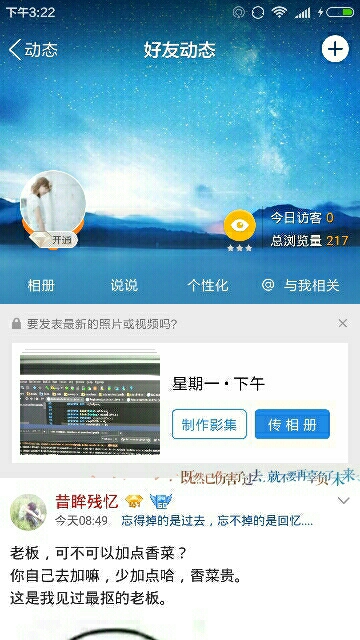 下午3:22
动态
好友动态
今日访客 0
总浏览量 217
开通
相册
说说
个性化
@ 与我相关
要发表最新的照片或视频吗?
星期一·下午
制作影集
传相册
既然已伤害了过去，就不要再辜负未来
昔眸残忆
今天08:49 忘得掉的是过去，忘不掉的是回忆....
老板，可不可以加点香菜？
你自己去加嘛，少加点哈，香菜贵。
这是我见过最抠的老板。